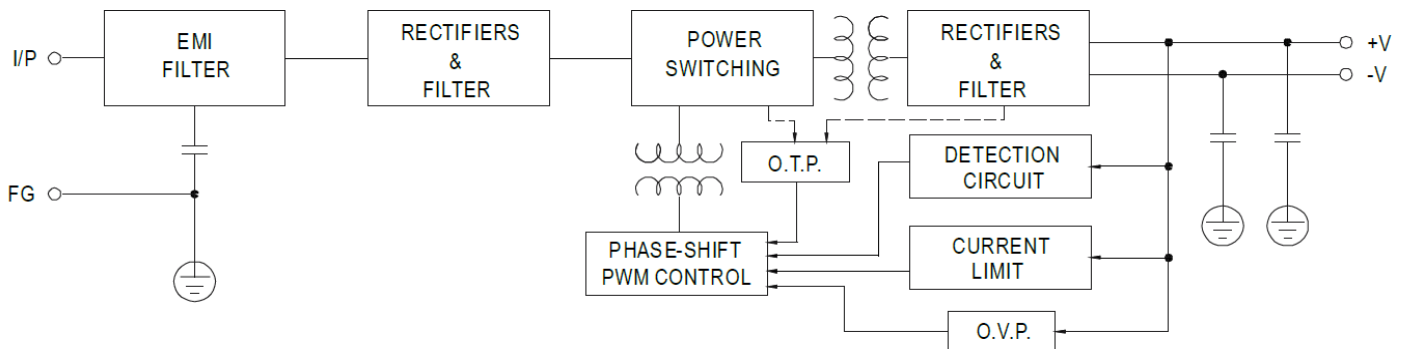 I/P
EMI
FILTER
RECTIFIERS
&
FILTER
POWER
SWITCHING
RECTIFIERS
&
FILTER
+V
-V
O.T.P.
DETECTION
CIRCUIT
FG
PHASE-SHIFT
PWM CONTROL
CURRENT
LIMIT
O.V.P.